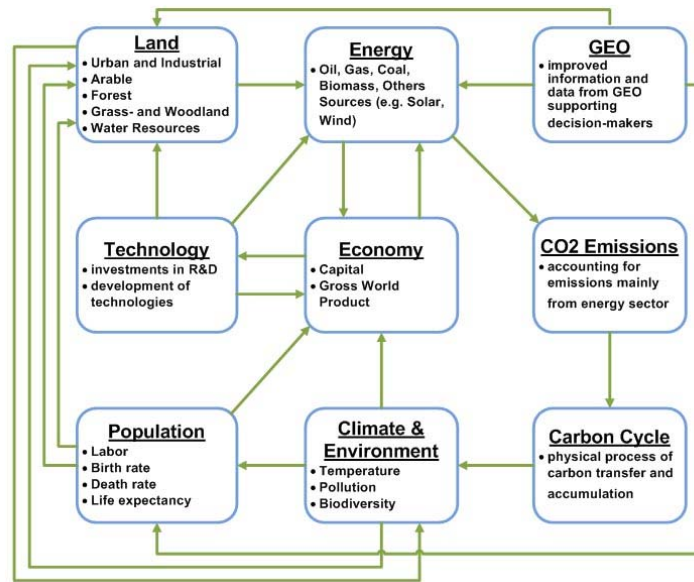 Land
• Urban and Industrial
• Arable
• Forest
• Grass- and Woodland
• Water Resources
Energy
• Oil, Gas, Coal,
Biomass, Others
Sources (e.g. Solar,
Wind)
GEO
• improved
information and
data from GEO
supporting
decision-makers
Technology
• investments in R&D
• development of
technologies
Economy
• Capital
• Gross World
Product
CO2 Emissions
• accounting for
emissions mainly
from energy sector
Population
• Labor
• Birth rate
• Death rate
• Life expectancy
Climate &
Environment
• Temperature
• Pollution
• Biodiversity
Carbon Cycle
• physical process of
carbon transfer and
accumulation